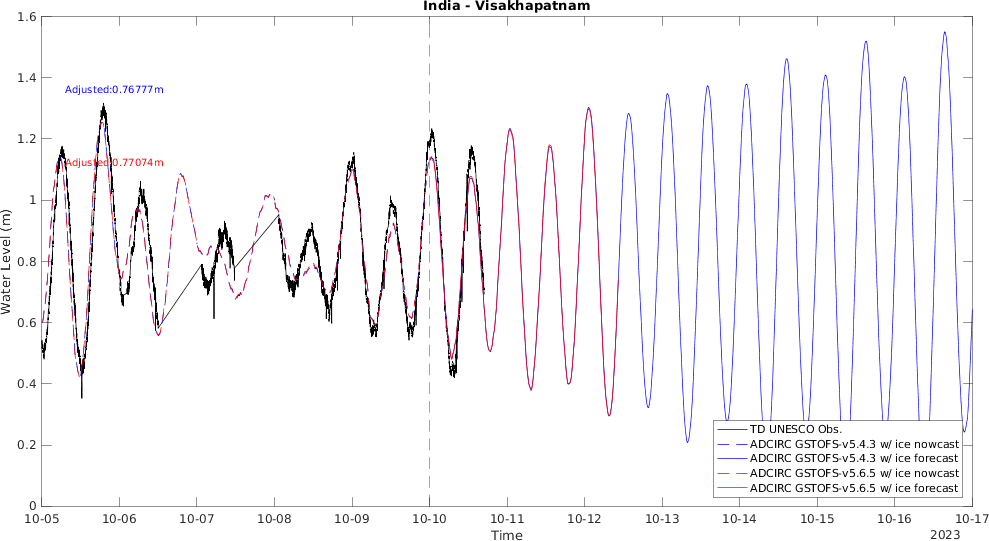 India - Visakhapatnam
1.6
1.4
1.2
1
0.8
0.6
0.4
0.2
0
Water Level (m)
Adjusted:0.76777m
Adjusted:0.77074m
TD UNESCO Obs.
ADCIRC GSTOFS-v5.4.3 w/ ice nowcast
ADCIRC GSTOFS-v5.4.3 w/ ice forecast
ADCIRC GSTOFS-v5.6.5 w/ ice nowcast
ADCIRC GSTOFS-v5.6.5 w/ ice forecast
10-05 10-06 10-07 10-08 10-09 10-10 10-11 10-12 10-13 10-14 10-15 10-16 10-17
Time
2023